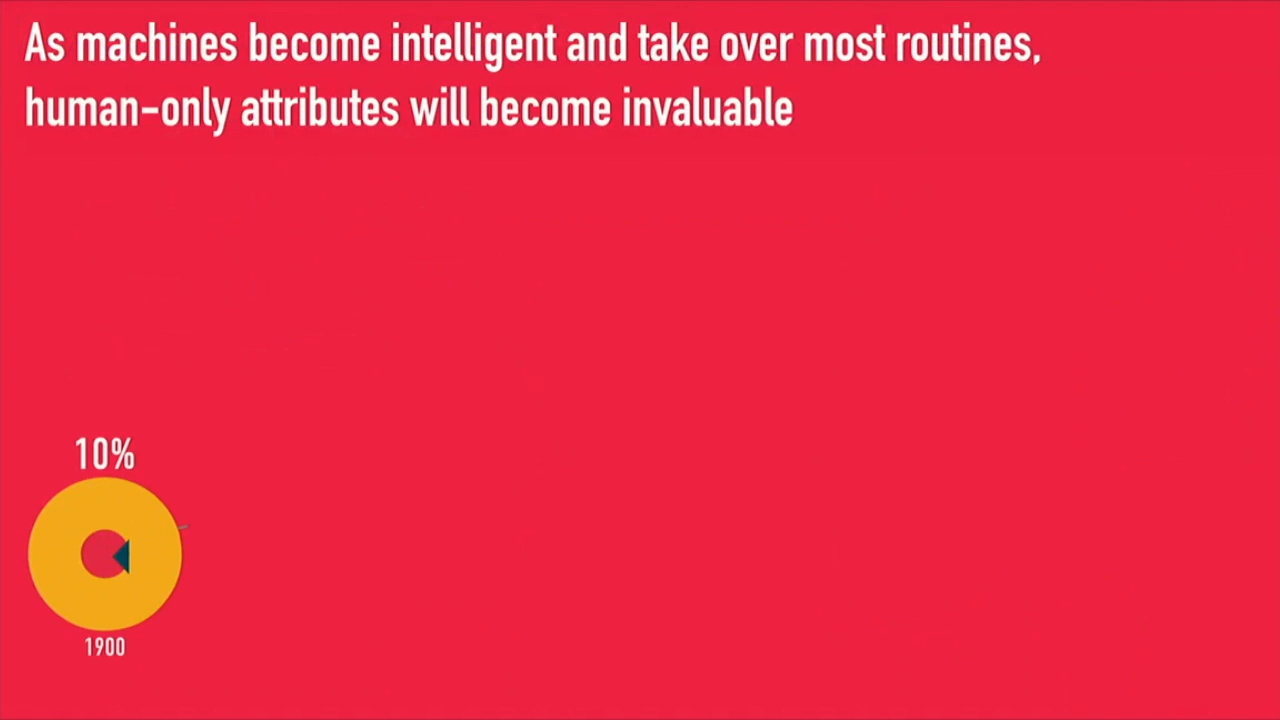 As machines become intelligent and take over most routines,
human-only attributes will become invaluable
10%
1900